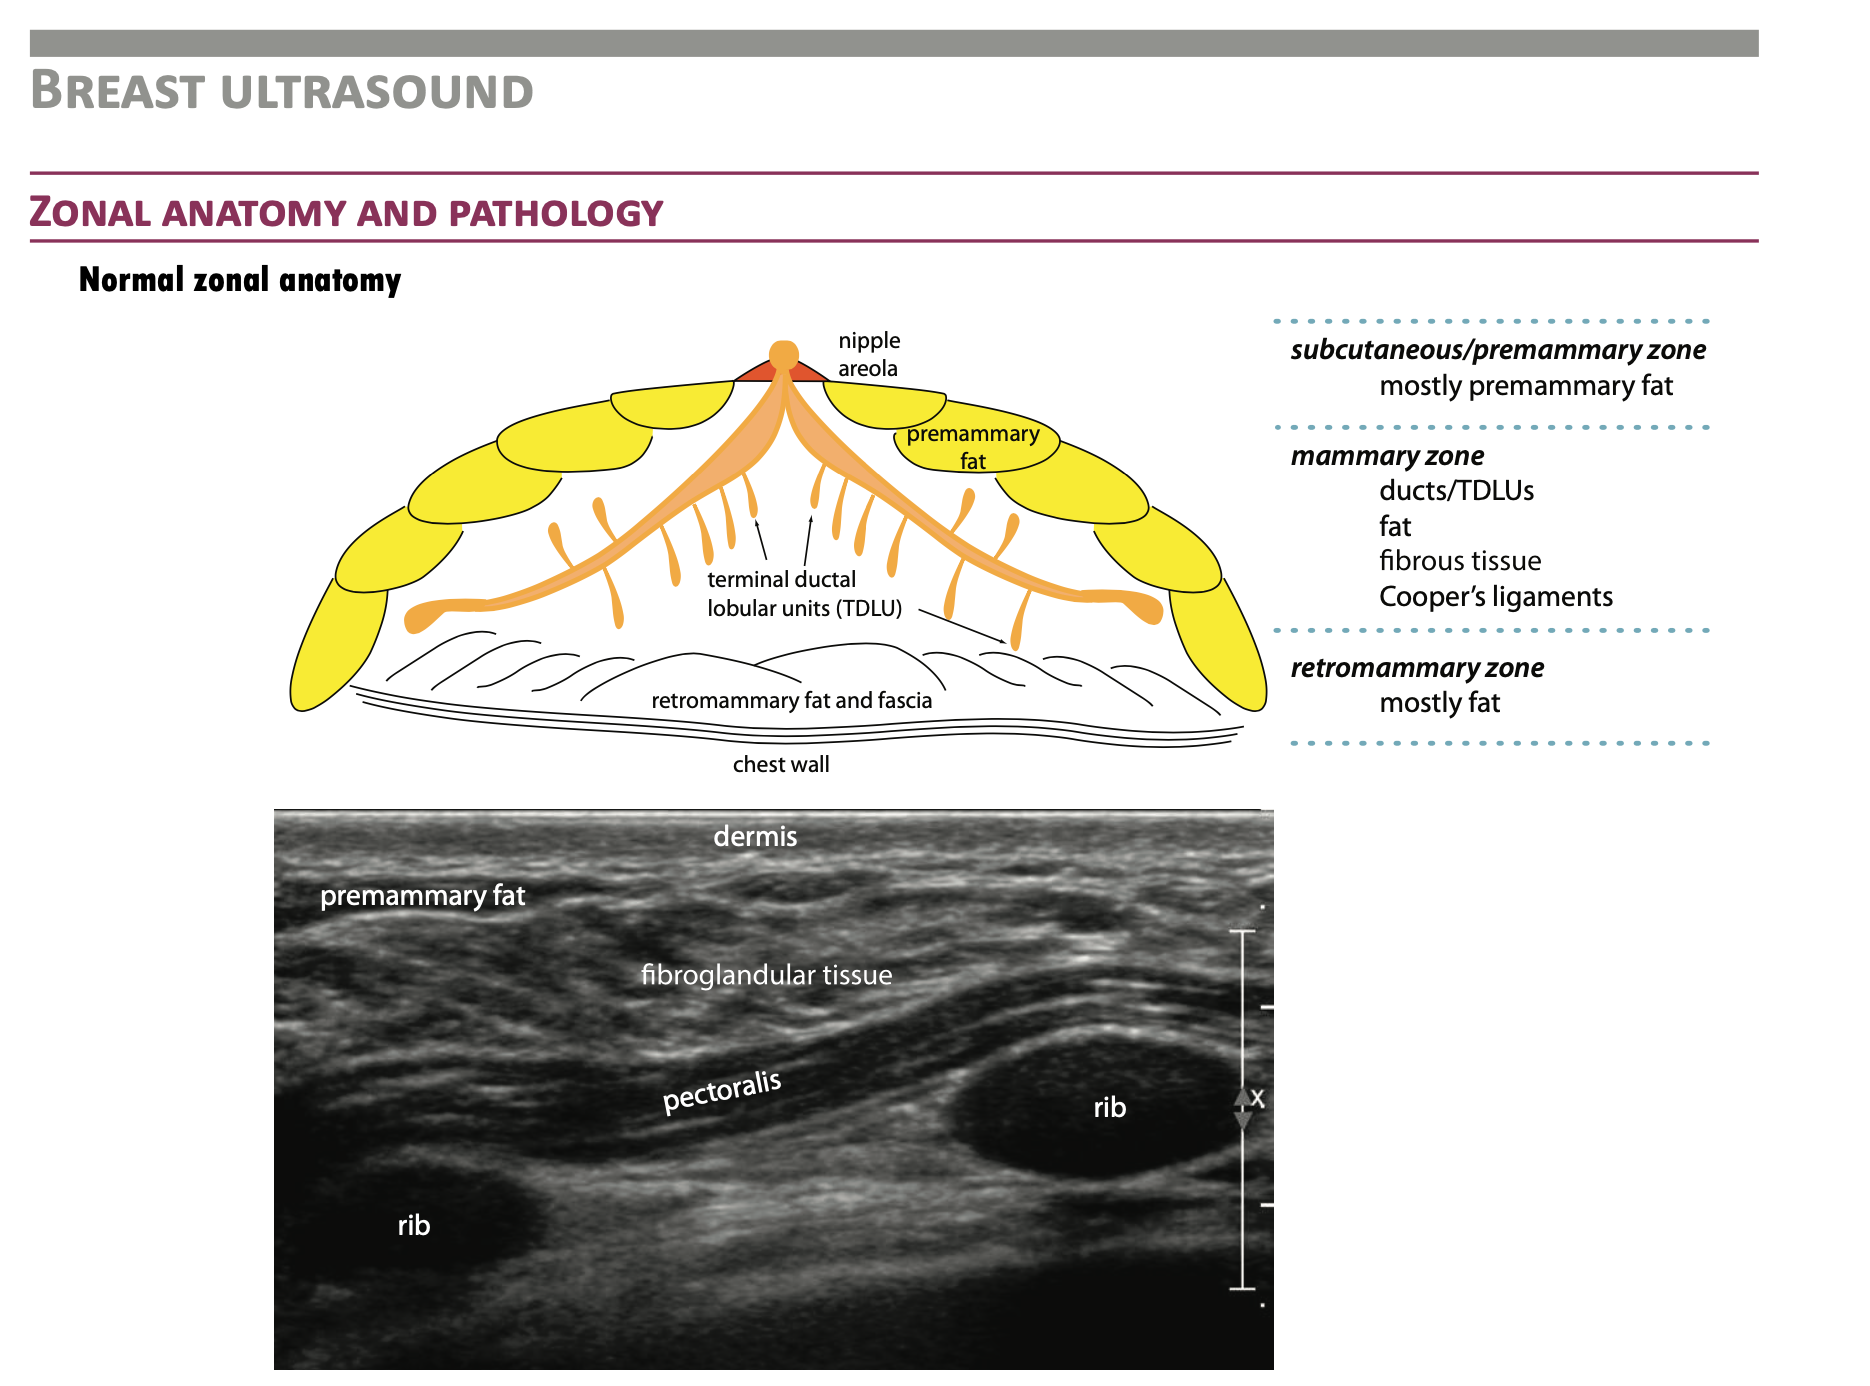 BREAST ULTRASOUND
ZONAL ANATOMY AND PATHOLOGY
Normal zonal anatomy
nipple
areola
premammary
fat
terminal ductal
lobular units (TDLU)
retromammary fat and fascia
chest wall
subcutaneous/premammary zone
mostly premammary fat
mammary zone
ducts/TDLUs
fat
fibrous tissue
Cooper’s ligaments
retromammary zone
mostly fat
dermis
premammary fat
fibroglandular tissue
pectoralis
rib
X
rib